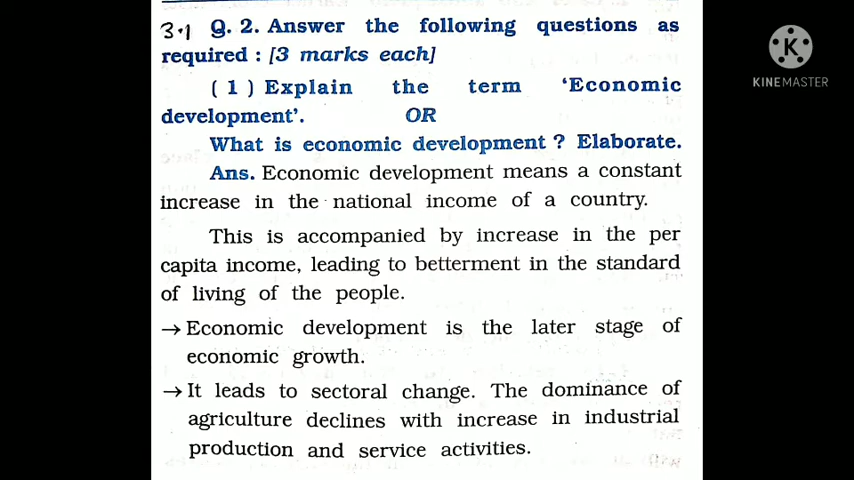 3.1 Q. 2. Answer the following questions as
required : [3 marks each]
( 1 ) Explain the term ‘Economic
development’. OR
What is economic development ? Elaborate.
Ans. Economic development means a constant
increase in the national income of a country.
This is accompanied by increase in the per
capita income, leading to betterment in the standard
of living of the people.
→ Economic development is the later stage of
economic growth.
→ It leads to sectoral change. The dominance of
agriculture declines with increase in industrial
production and service activities.
K
KINEMASTER